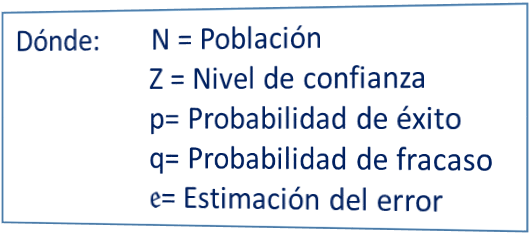 Dónde: N = Población
Z = Nivel de confianza
p= Probabilidad de éxito
q= Probabilidad de fracaso
e= Estimación del error